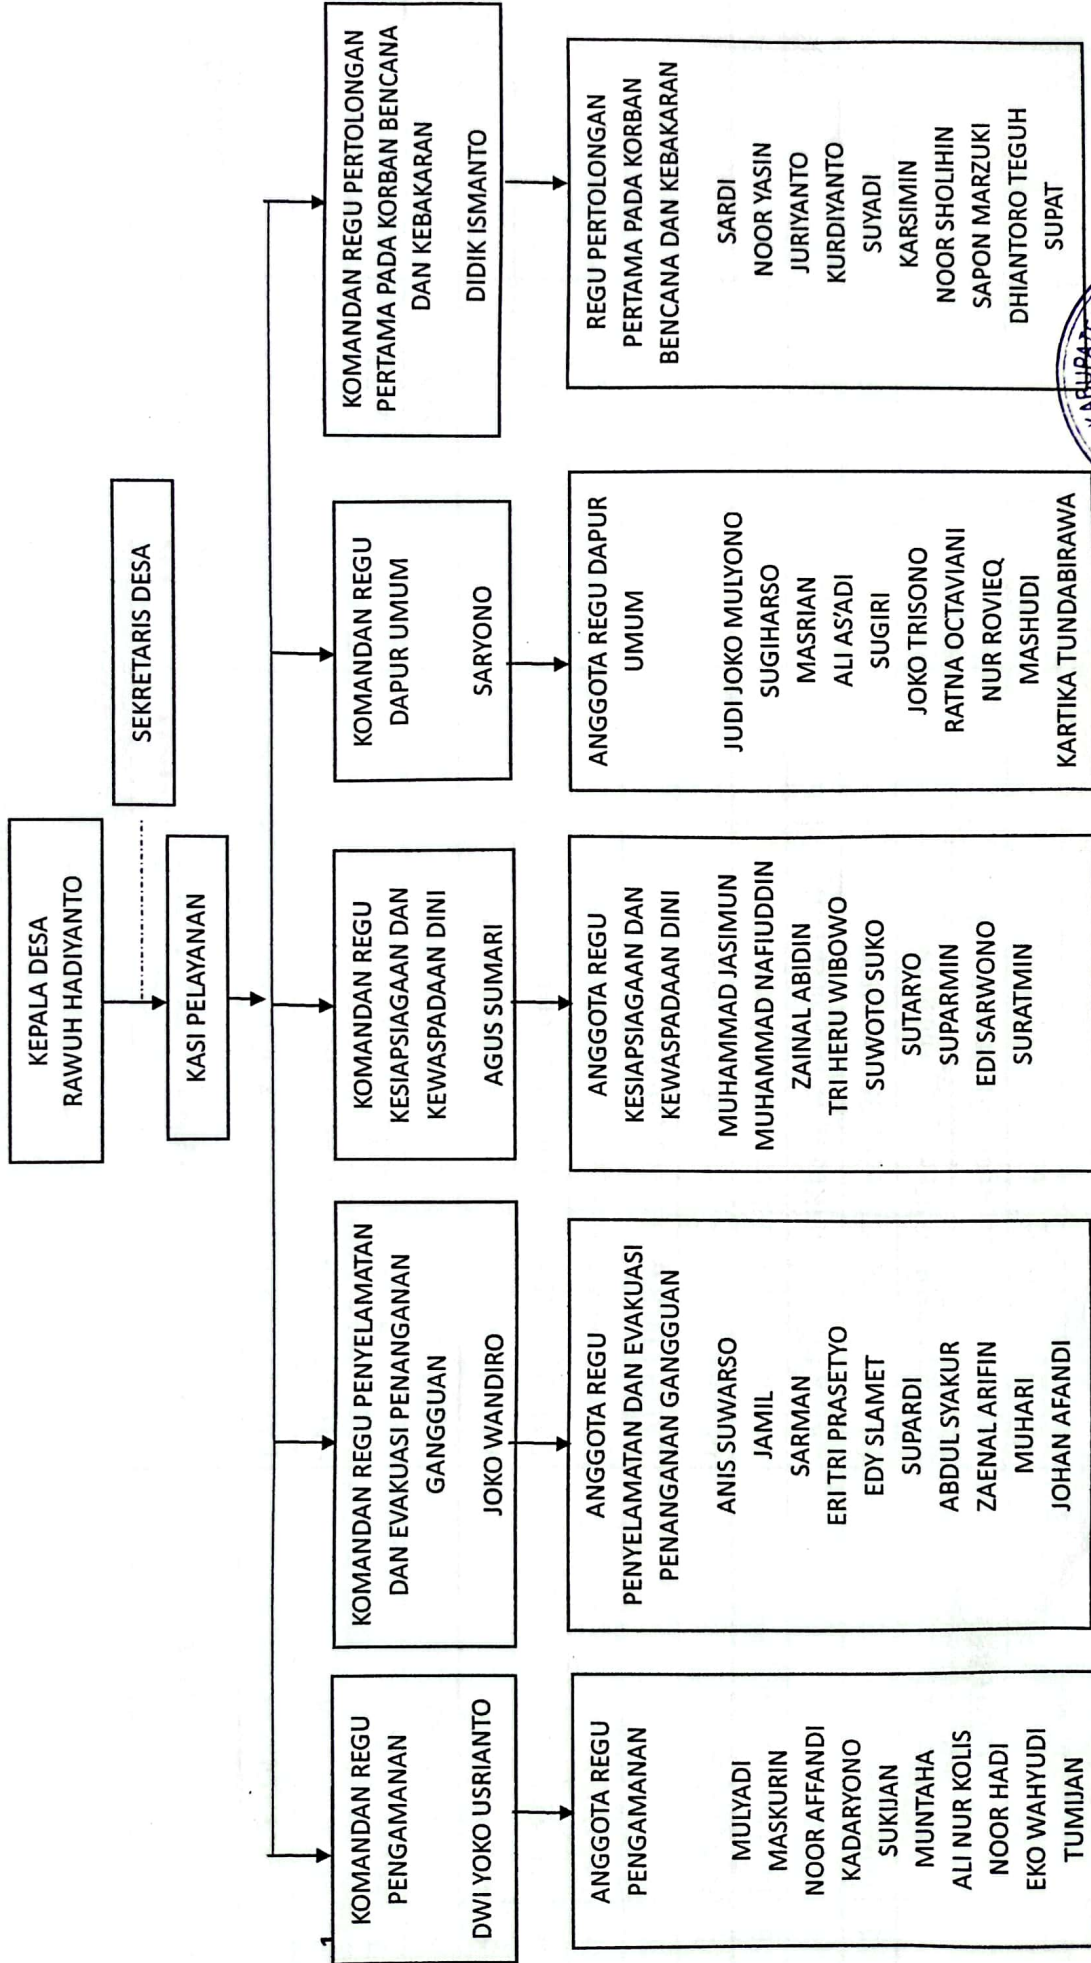 KEPALA DESA
RAWUH HADIYANTO
SEKRETARIS DESA
KASI PELAYANAN
1
KOMANDAN REGU
PENGAMANAN
DWI YOKO USRIANTO
KOMANDAN REGU PENYELAMATAN
DAN EVAKUASI PENANGANAN
GANGGUAN
JOKO WANDIRO
KOMANDAN REGU
KESIAPSIAGAAN DAN
KEWASPADAAN DINI
AGUS SUMARI
KOMANDAN REGU
DAPUR UMUM
SARYONO
KOMANDAN REGU PERTOLONGAN
PERTAMA PADA KORBAN BENCANA
DAN KEBAKARAN
DIDIK ISMANTO
ANGGOTA REGU
PENGAMANAN
MULYADI
MASKURIN
NOOR AFFANDI
KADARYONO
SUKIJAN
MUNTAHA
ALI NUR KOLIS
NOOR HADI
EKO WAHYUDI
TUMIJAN
ANGGOTA REGU
PENYELAMATAN DAN EVAKUASI
PENANGANAN GANGGUAN
ANIS SUWARSO
JAMIL
SARMAN
ERI TRI PRASETYO
EDY SLAMET
SUPARDI
ABDUL SYAKUR
ZAENAL ARIFIN
MUHARI
JOHAN AFANDI
ANGGOTA REGU
KESIAPSIAGAAN DAN
KEWASPADAAN DINI
MUHAMMAD JASIMUN
MUHAMMAD NAFIUDDIN
ZAINAL ABIDIN
TRI HERU WIBOWO
SUWOTO SUKO
SUTARYO
SUPARMIN
EDI SARWONO
SURATMIN
ANGGOTA REGU DAPUR
UMUM
JUDI JOKO MULYONO
SUGIHARSO
MASRIAN
ALI AS'ADI
SUGIRI
JOKO TRISONO
RATNA OCTAVIANI
NUR ROVIEQ
MASHUDI
KARTIKA TUNDABIRAWA
REGU PERTOLONGAN
PERTAMA PADA KORBAN
BENCANA DAN KEBAKARAN
SARDI
NOOR YASIN
JURIYANTO
KURDIYANTO
SUYADI
KARSIMIN
NOOR SHOLIHIN
SAPON MARZUKI
DHIANTORO TEGUH
SUPAT